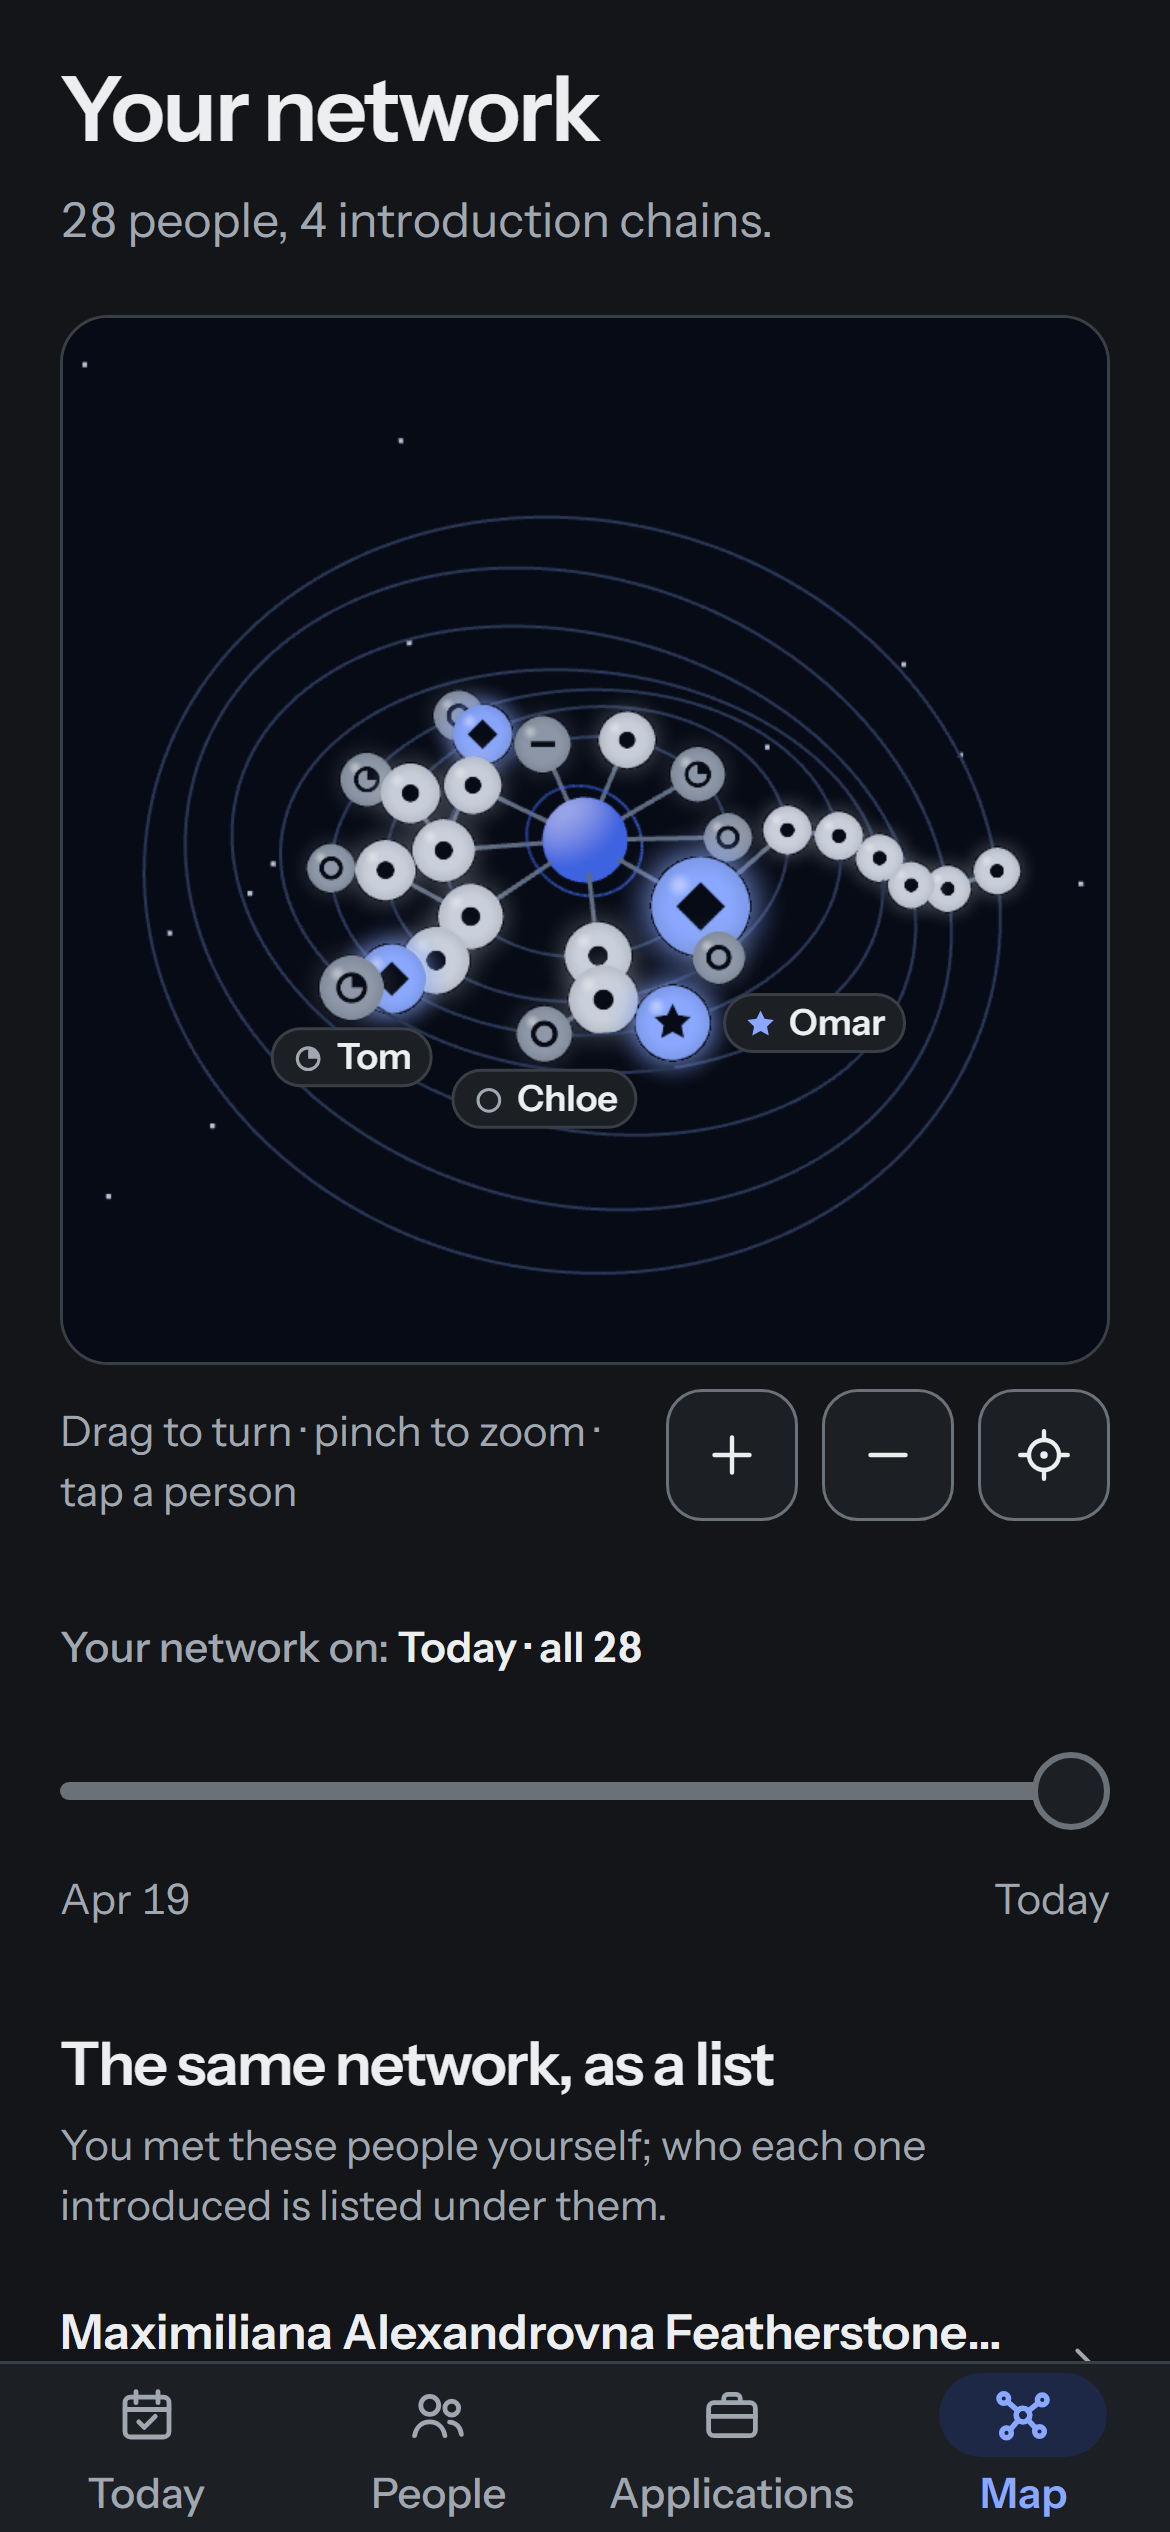 Your network
28 people, 4 introduction chains.
Omar
Tom
Chloe
Drag to turn · pinch to zoom ·
tap a person
Your network on: Today · all 28
Apr 19
Today
The same network, as a list
You met these people yourself; who each one
introduced is listed under them.
Maximiliana Alexandrovna Featherstone...
Today
People
Applications
Map